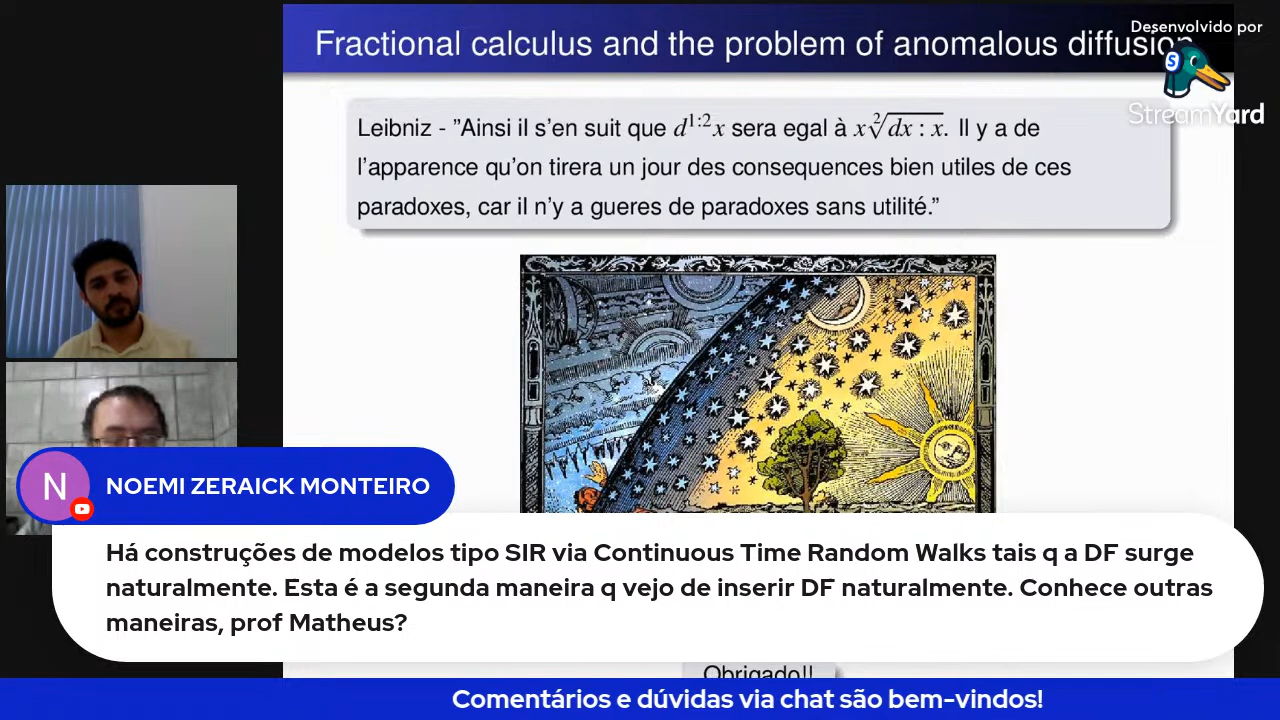 Fractional calculus and the problem of anomalous diffusion
Desenvolvido por
StreamYard
Leibniz - ”Ainsi il s’en suit que d^{1:2}x sera egal à x\sqrt[2]{dx : x}. Il y a de
l’apparence qu’on tirera un jour des consequences bien utiles de ces
paradoxes, car il n’y a gueres de paradoxes sans utilité.”
N
NOEMI ZERAICK MONTEIRO
Há construções de modelos tipo SIR via Continuous Time Random Walks tais q a DF surge
naturalmente. Esta é a segunda maneira q vejo de inserir DF naturalmente. Conhece outras
maneiras, prof Matheus?
Obrigado!!
Comentários e dúvidas via chat são bem-vindos!